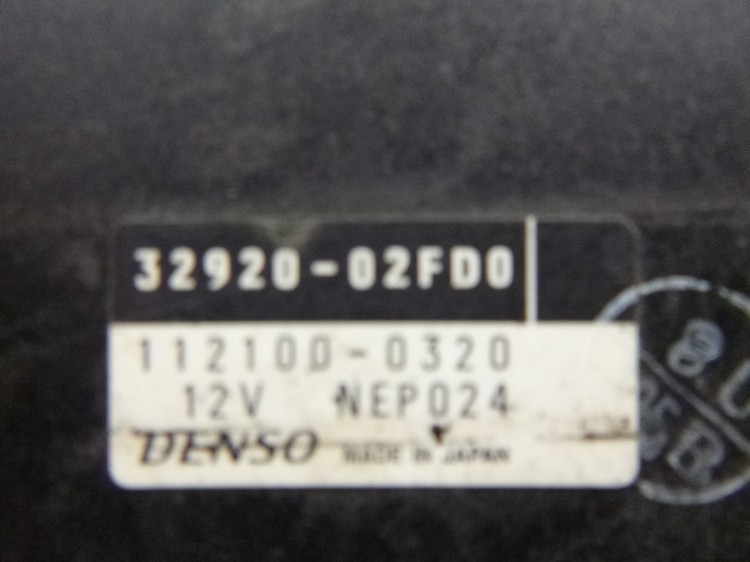 32920-02FD0
112100-0320
12V NEP024
DENSO MADE IN JAPAN